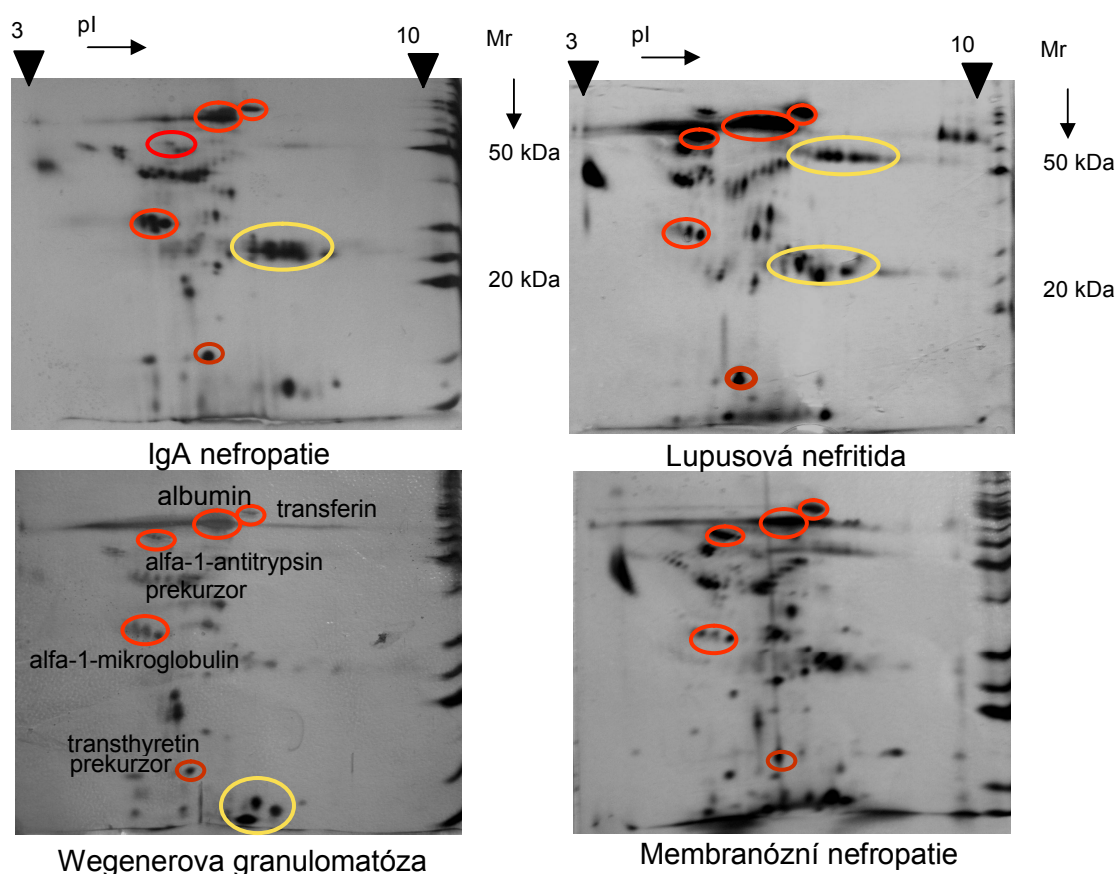 3 pI 10 Mr
50 kDa
20 kDa
IgA nefropatie
3 pI 10 Mr
50 kDa
20 kDa
Lupusová nefritida
albumin
transferin
alfa-1-antitrypsin
prekurzor
alfa-1-mikroglobulin
transthyretin
prekurzor
Wegenerova granulomatóza
Membranózní nefropatie